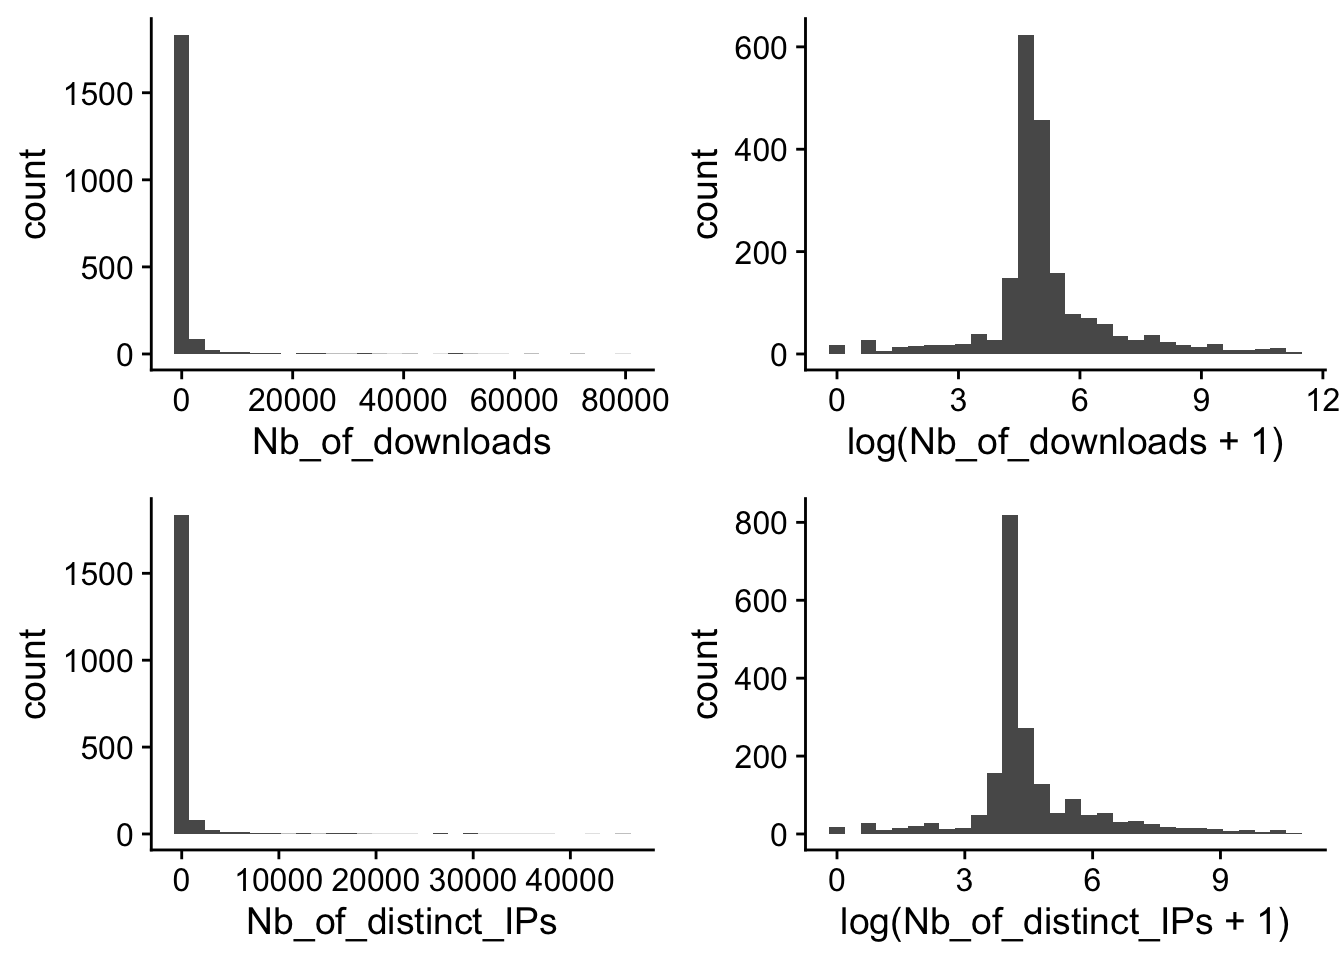 count
1500
1000
500
0
0 20000 40000 60000 80000
Nb_of_downloads
count
600
400
200
0
0 3 6 9 12
log(Nb_of_downloads + 1)
count
1500
1000
500
0
0 10000 20000 30000 40000
Nb_of_distinct_IPs
count
800
600
400
200
0
0 3 6 9
log(Nb_of_distinct_IPs + 1)